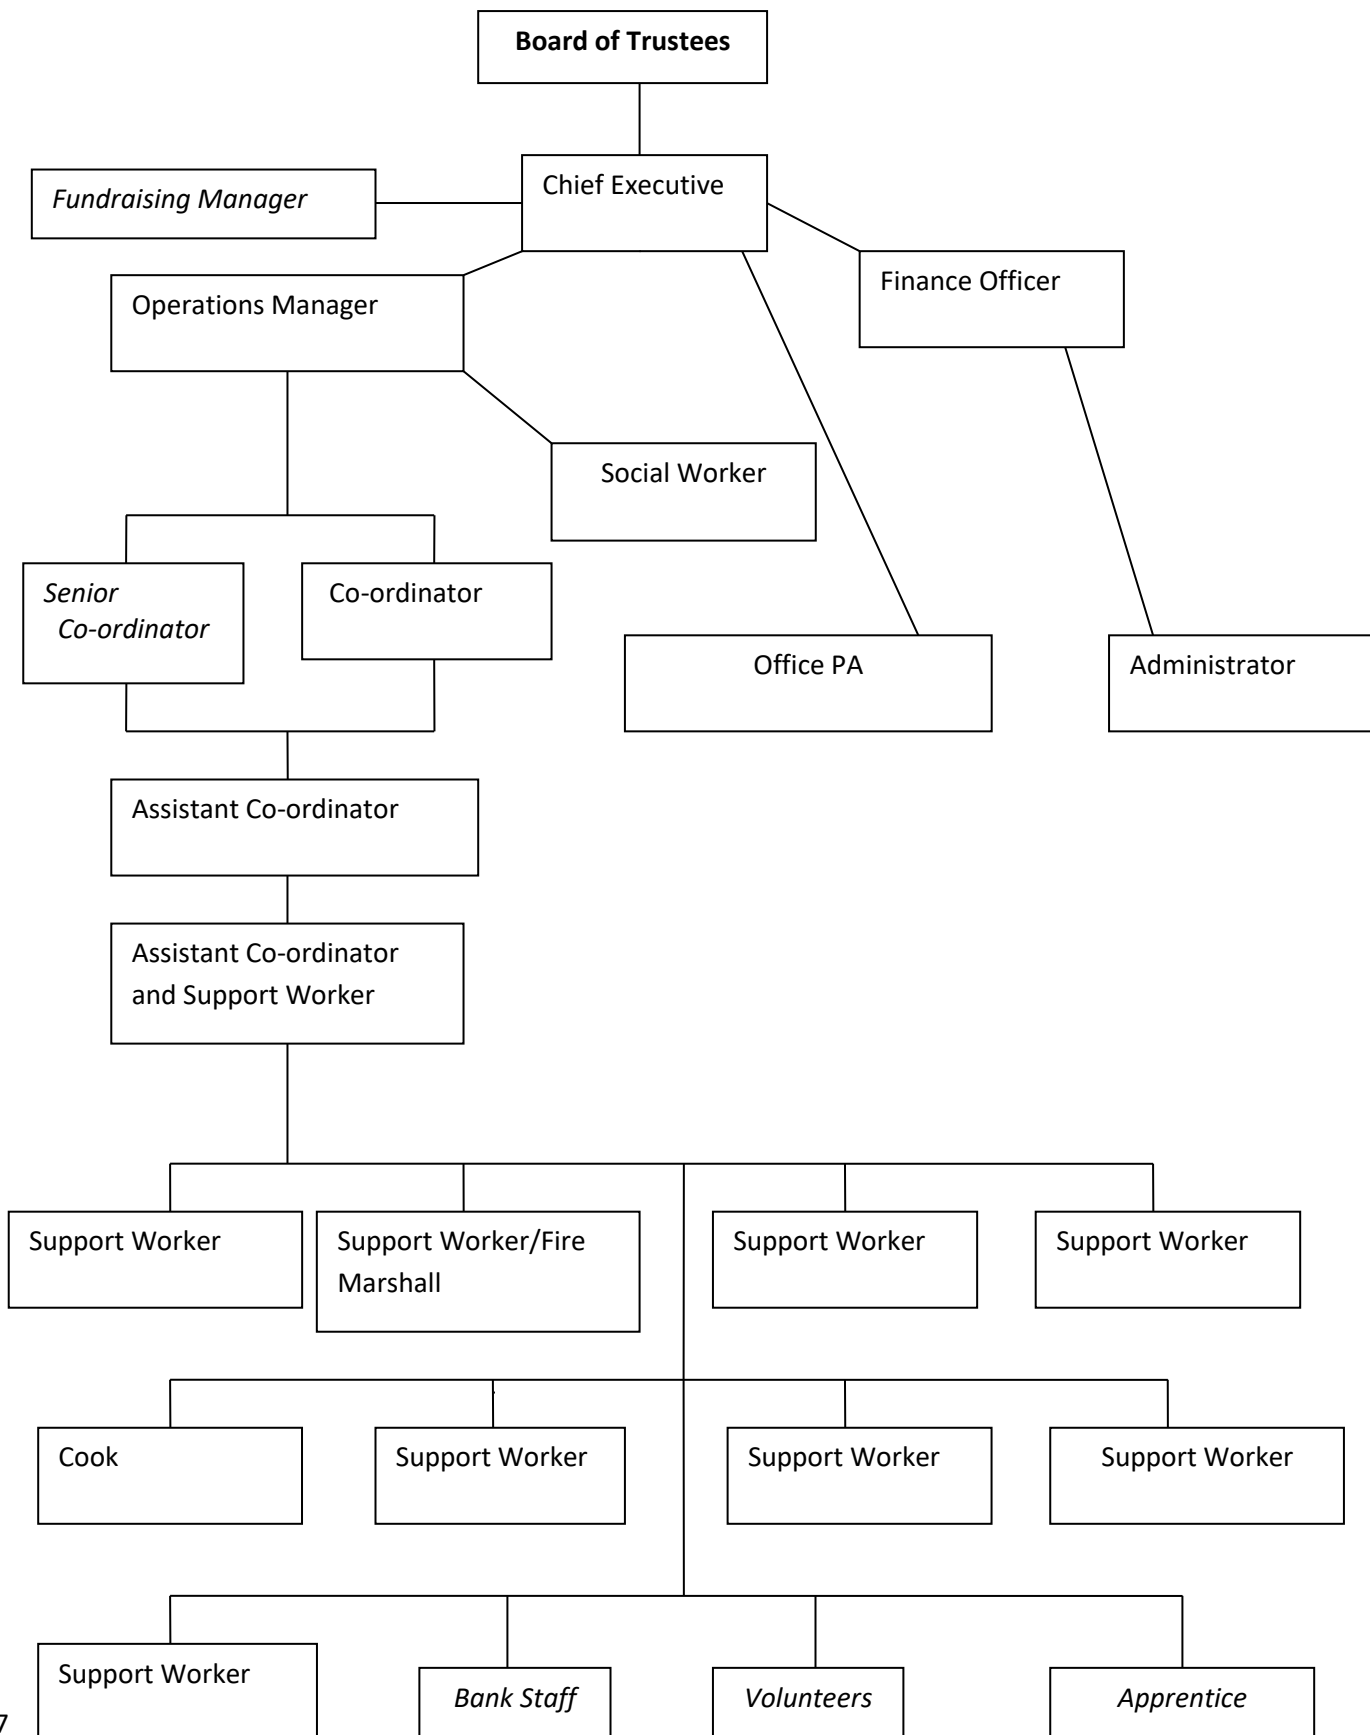 Board of Trustees
Chief Executive
Fundraising Manager
Finance Officer
Operations Manager
Social Worker
Senior
Co-ordinator
Co-ordinator
Office PA
Administrator
Assistant Co-ordinator
Assistant Co-ordinator
and Support Worker
Support Worker
Support Worker/Fire
Marshall
Support Worker
Support Worker
Cook
Support Worker
Support Worker
Support Worker
Support Worker
Bank Staff
Volunteers
Apprentice
7